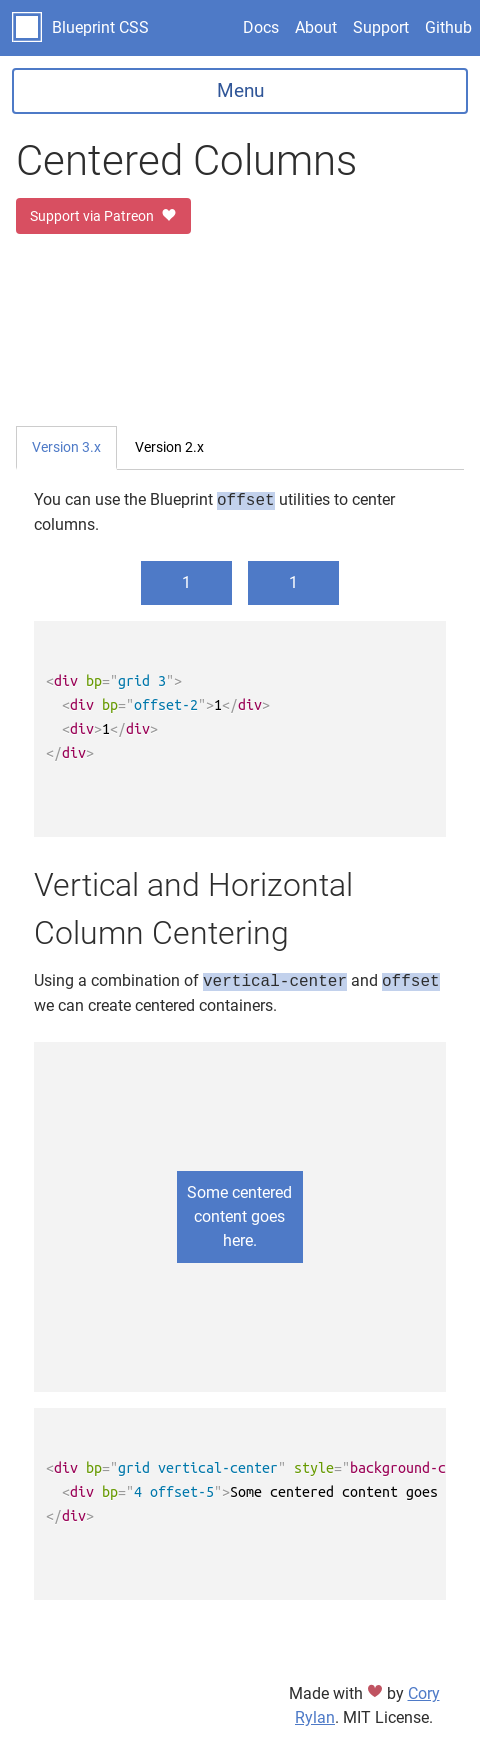 Blueprint CSS Docs About Support Github
Menu
Centered Columns
Support via Patreon
Version 3.x Version 2.x
You can use the Blueprint offset utilities to center
columns.
1 1
<div bp="grid 3">
  <div bp="offset-2">1</div>
  <div>1</div>
</div>
Vertical and Horizontal
Column Centering
Using a combination of vertical-center and offset
we can create centered containers.
Some centered
content goes
here.
<div bp="grid vertical-center" style="background-c
  <div bp="4 offset-5">Some centered content goes
</div>
Made with by Cory
Rylan. MIT License.